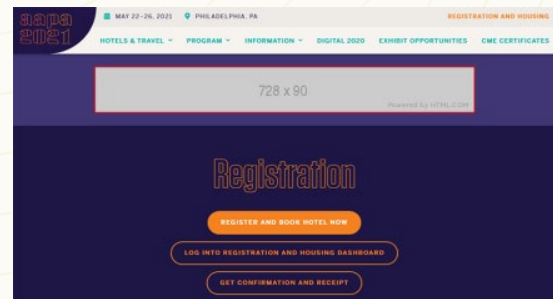 aapa
2021
MAY 22-26, 2021 PHILADELPHIA, PA REGISTRATION AND HOUSING
HOTELS & TRAVEL PROGRAM INFORMATION DIGITAL 2020 EXHIBIT OPPORTUNITIES CME CERTIFICATES
728 x 90
Powered by HTML.COM
Registration
REGISTER AND BOOK HOTEL NOW
LOG INTO REGISTRATION AND HOUSING DASHBOARD
GET CONFIRMATION AND RECEIPT